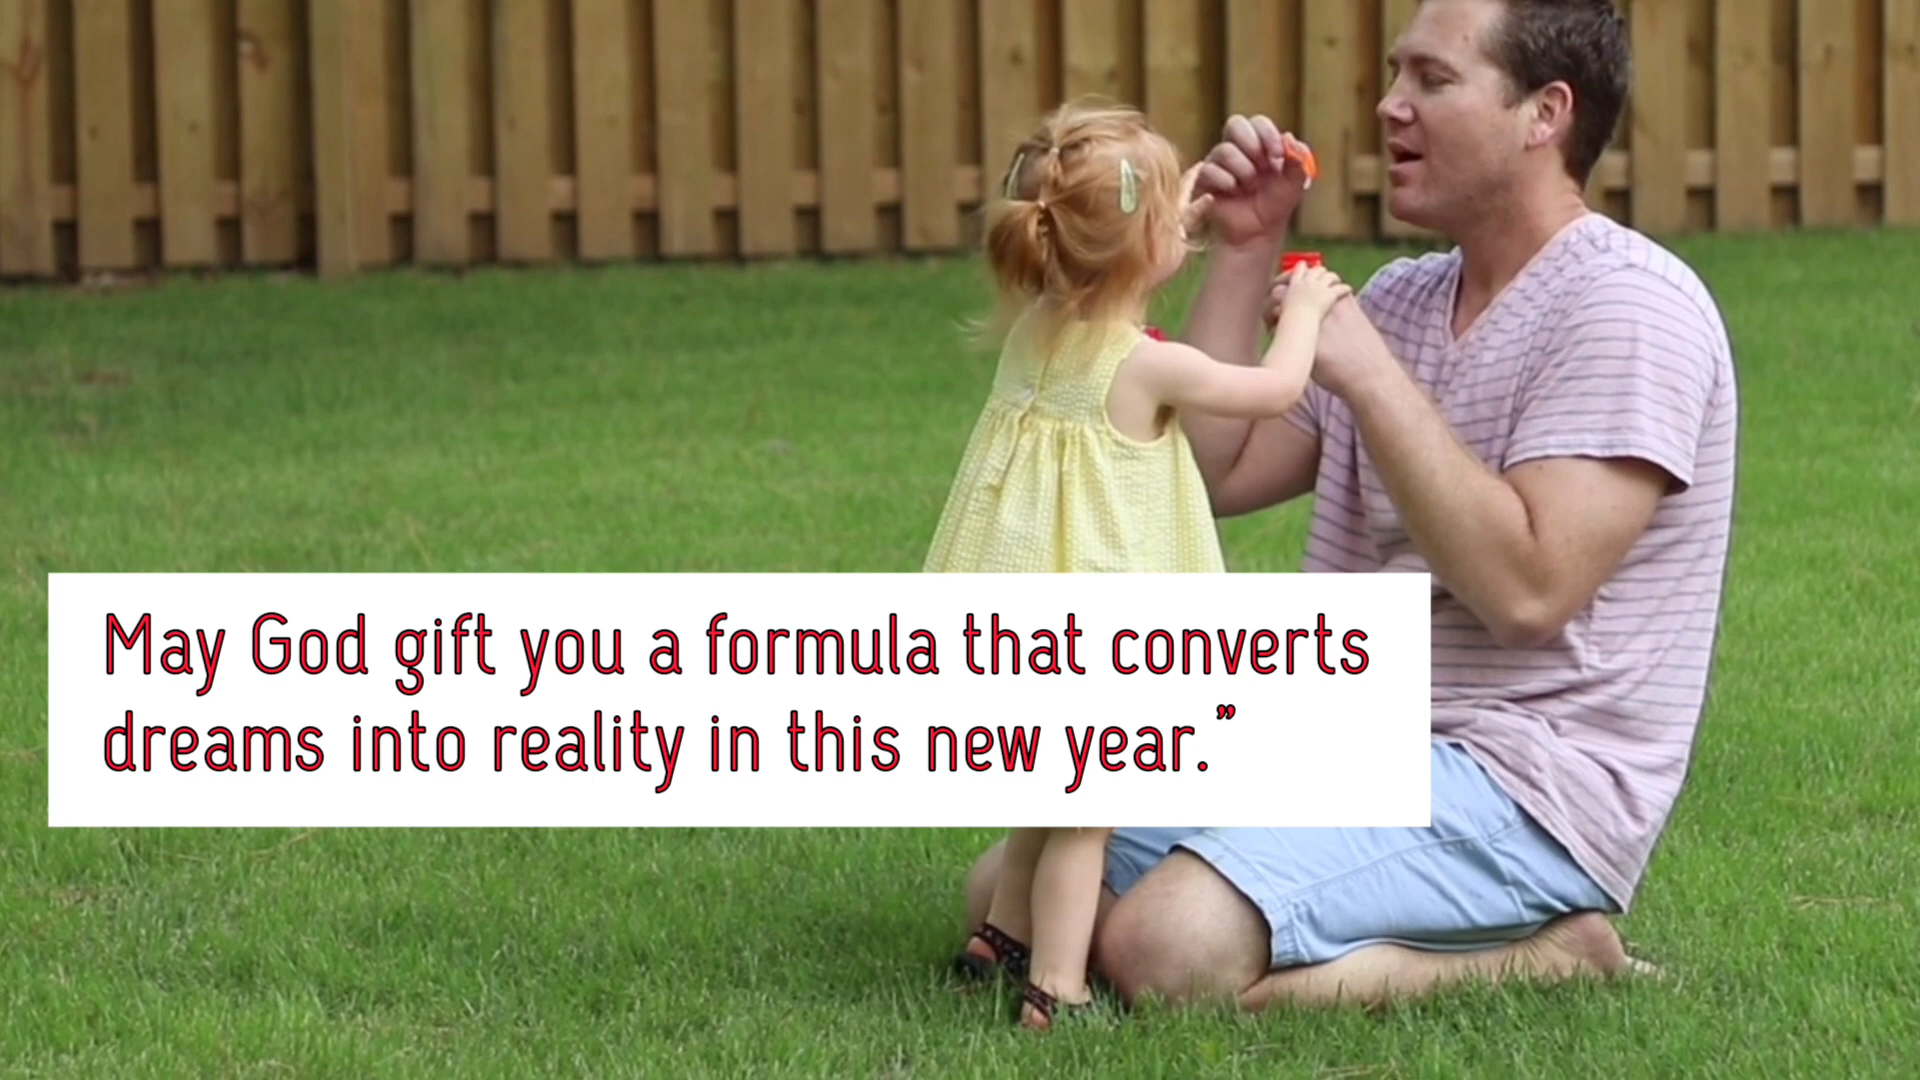 May God gift you a formula that converts
dreams into reality in this new year.”